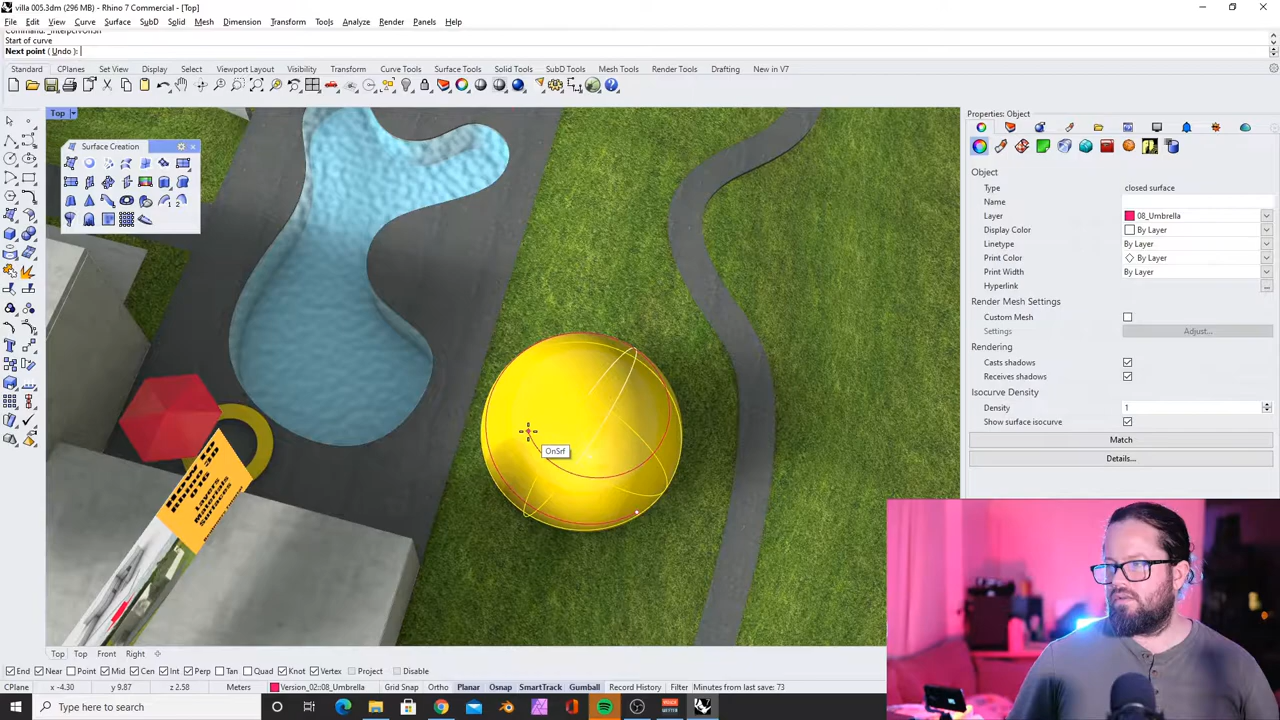 villa 005.3dm (296 MB) - Rhino 7 Commercial - [Top]
File Edit View Curve Surface SubD Solid Mesh Dimension Transform Tools Analyze Render Panels Help
Start of curve
Next point ( Undo ):
Standard CPlanes Set View Display Select Viewport Layout Visibility Transform Curve Tools Surface Tools Solid Tools SubD Tools Mesh Tools Render Tools Drafting New in V7
Top
Surface Creation
OnSrf
HOW TO
Layers
Materials
Surfaces
Properties: Object
Object
Type closed surface
Name
Layer 08_Umbrella
Display Color By Layer
Linetype By Layer
Print Color By Layer
Print Width By Layer
Hyperlink ...
Render Mesh Settings
Custom Mesh
Settings Adjust...
Rendering
Casts shadows
Receives shadows
Isocurve Density
Density 1
Show surface isocurve
Match
Details...
Top Top Front Right
End Near Point Mid Cen Int Perp Tan Quad Knot Vertex Project Disable
CPlane x -4.30 y 9.87 z 2.58 Meters Version_02::08_Umbrella Grid Snap Ortho Planar Osnap SmartTrack Gumball Record History Filter Minutes from last save: 73
Type here to search